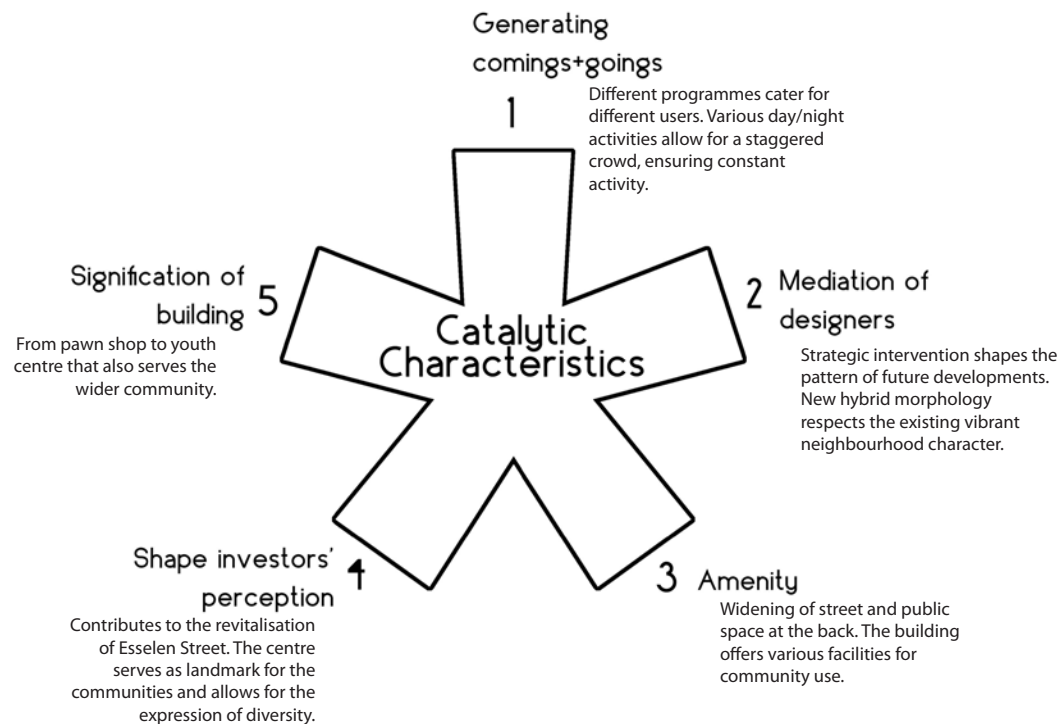 Generating
comings+goings
1
Different programmes cater for
different users. Various day/night
activities allow for a staggered
crowd, ensuring constant
activity.
Catalytic
Characteristics
2
Mediation of
designers
Strategic intervention shapes the
pattern of future developments.
New hybrid morphology
respects the existing vibrant
neighbourhood character.
3 Amenity
Widening of street and public
space at the back. The building
offers various facilities for
community use.
Shape investors'
perception
4
Contributes to the revitalisation
of Esselen Street. The centre
serves as landmark for the
communities and allows for the
expression of diversity.
Signification of
building
5
From pawn shop to youth
centre that also serves the
wider community.